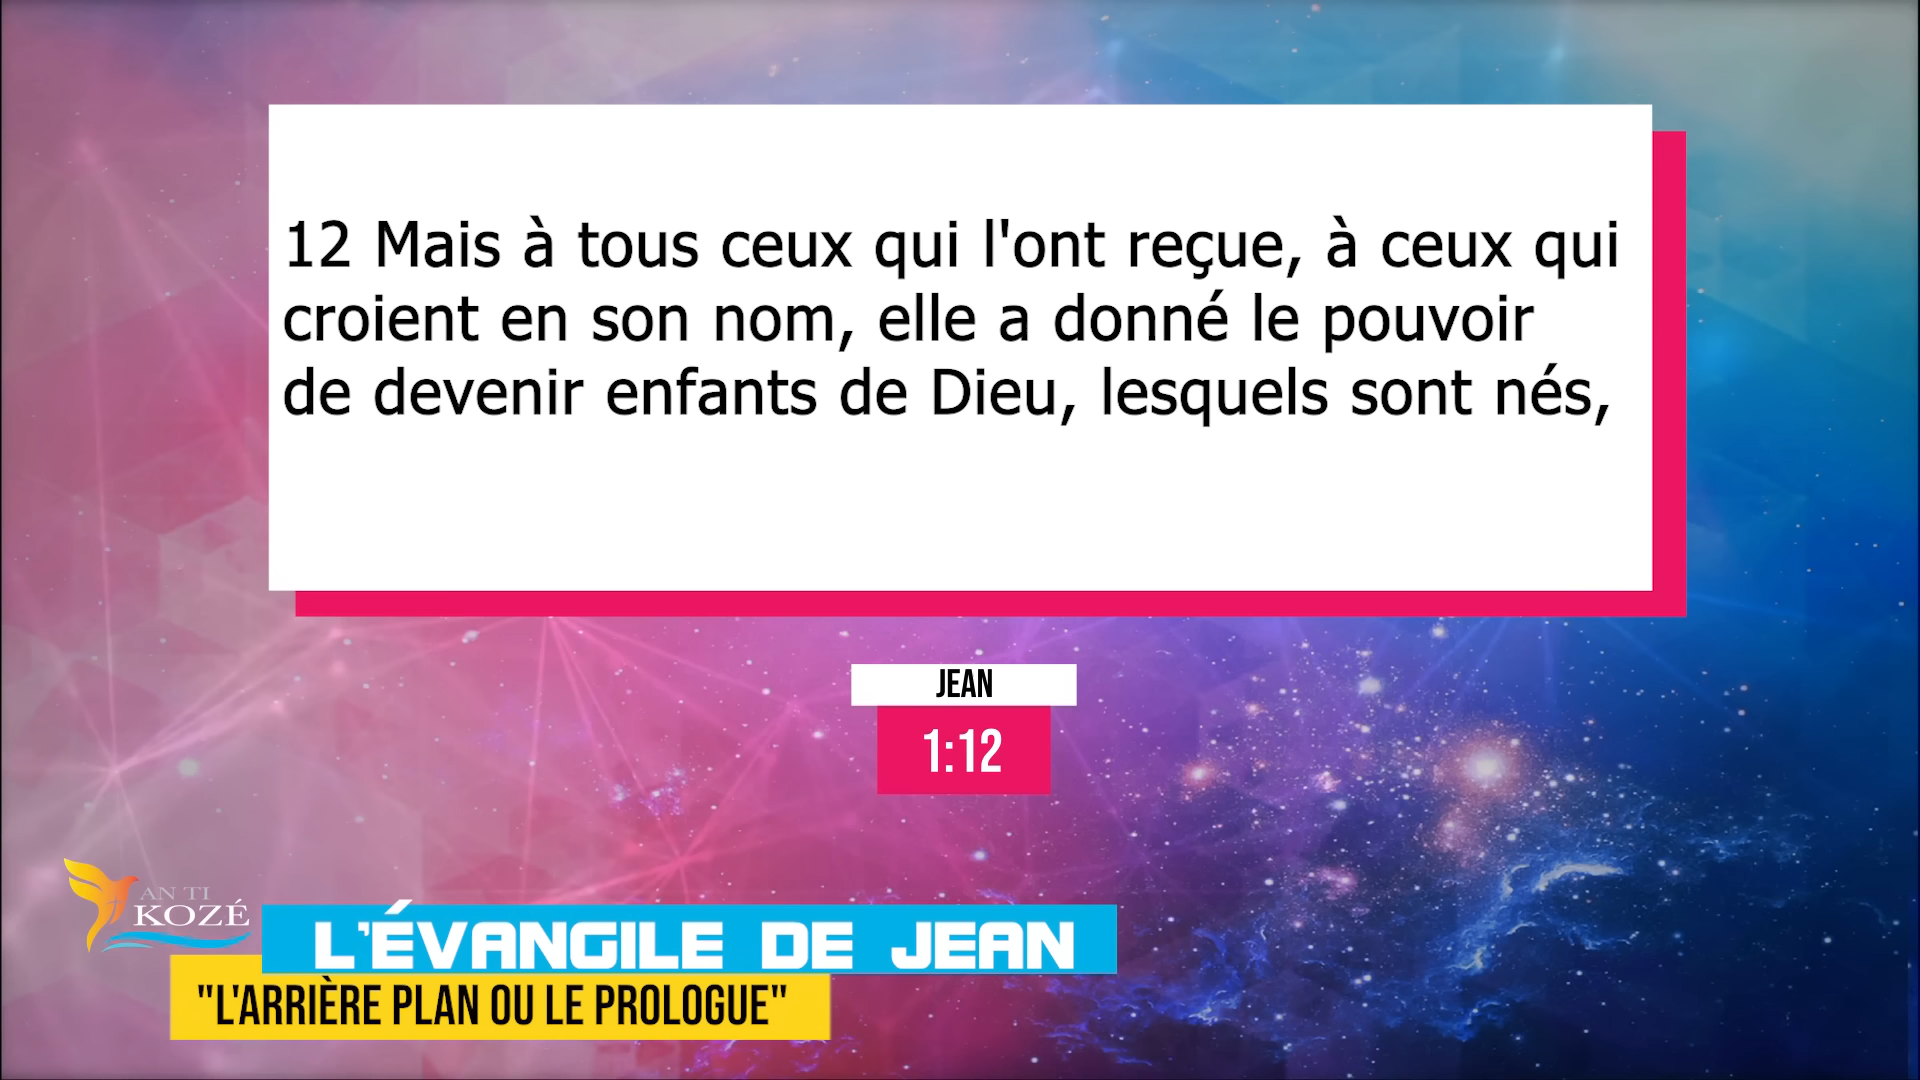 12 Mais à tous ceux qui l'ont reçue, à ceux qui
croient en son nom, elle a donné le pouvoir
de devenir enfants de Dieu, lesquels sont nés,
JEAN
1:12
AN TI
KOZÉ
L'ÉVANGILE DE JEAN
"L'ARRIÈRE PLAN OU LE PROLOGUE"